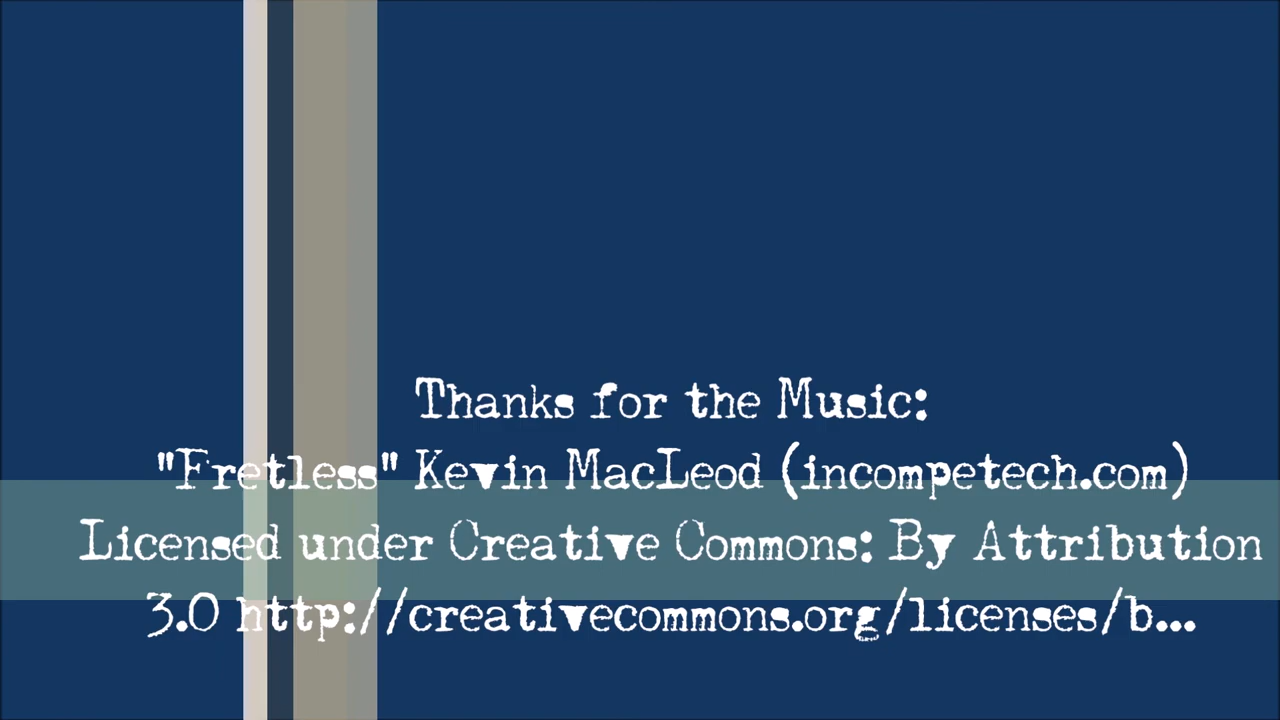 Thanks for the Music:
"Fretless" Kevin MacLeod (incompetech.com)
Licensed under Creative Commons: By Attribution
3.0 http://creativecommons.org/licenses/b...